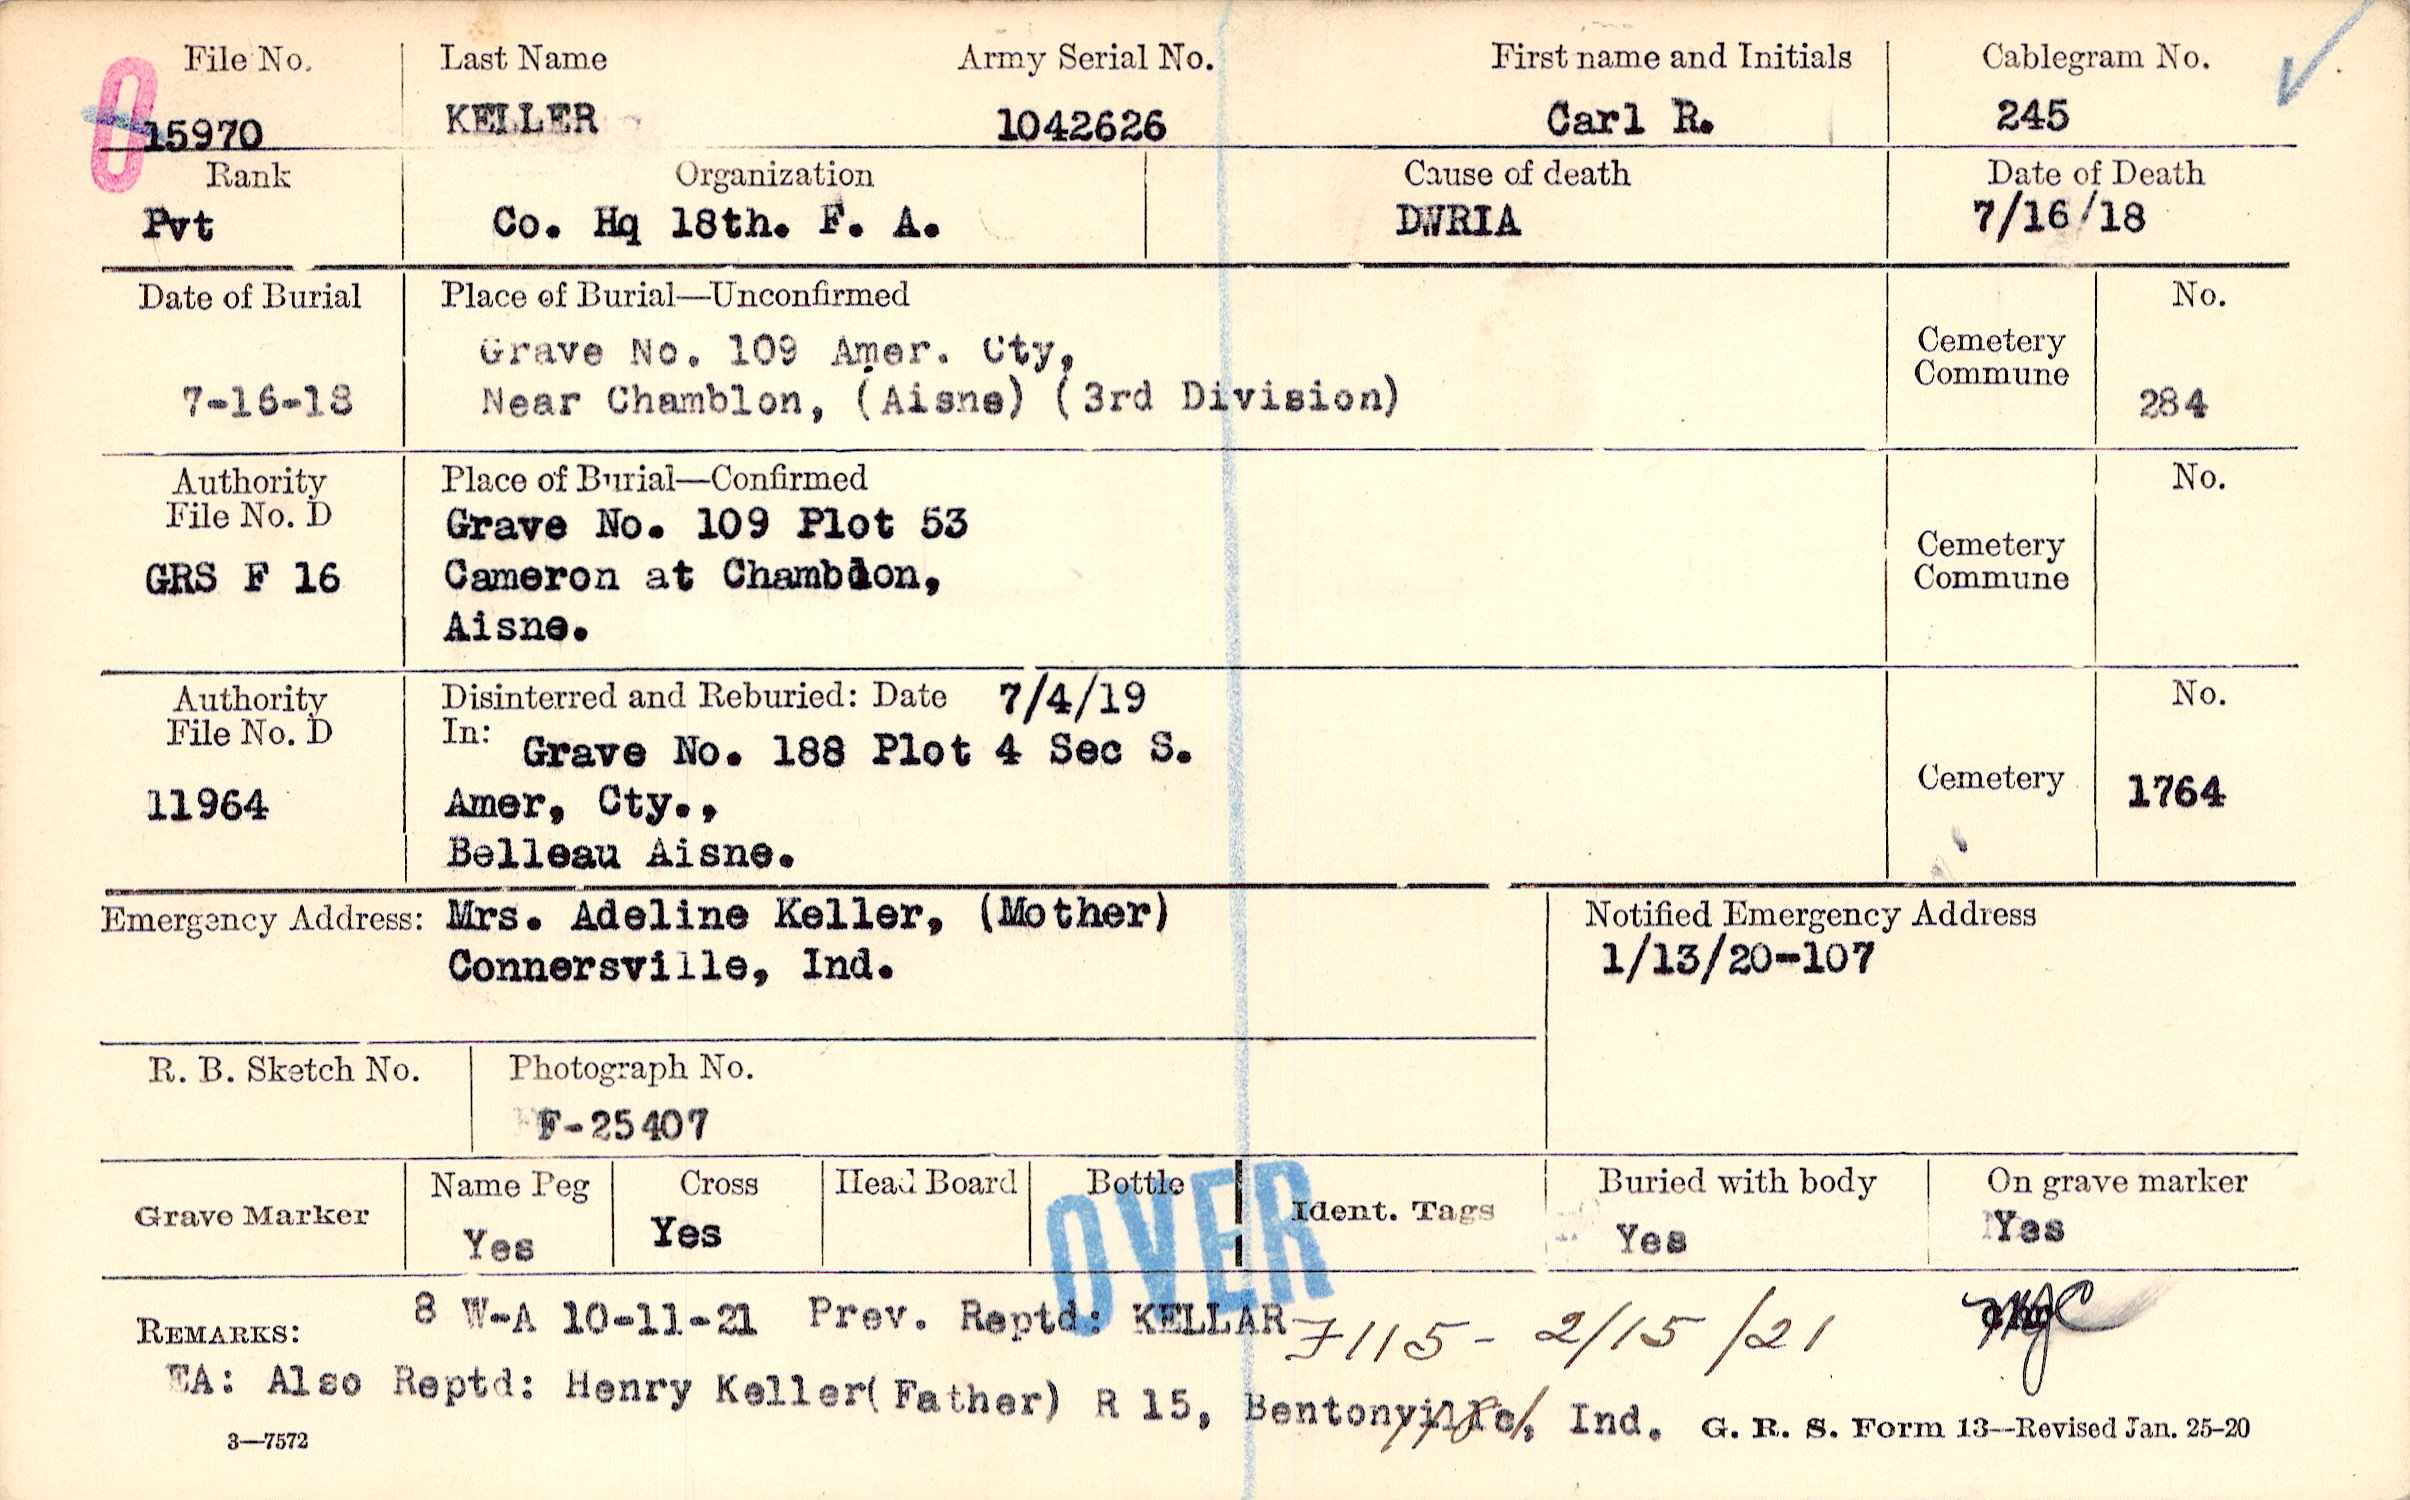 File No. Last Name Army Serial No. First name and Initials Cablegram No.
15970 KELLER 1042626 Carl R. 245
Rank Organization Cause of death Date of Death
Pvt Co. Hq 18th. F. A. DWRIA 7/16/18
Date of Burial Place of Burial—Unconfirmed No.
Grave No. 109 Amer. Cty, Cemetery
Commune
7-16-18 Near Chamblon, (Aisne) (3rd Division) 284
Authority Place of Burial—Confirmed No.
File No. D Grave No. 109 Plot 53
Cemetery
GRS F 16 Cameron at Chamblon, Commune
Aisne.
Authority Disinterred and Reburied: Date 7/4/19 No.
File No. D In: Grave No. 188 Plot 4 Sec S.
11964 Amer, Cty., Cemetery 1764
Belleau Aisne.
Emergency Address: Mrs. Adeline Keller, (Mother) Notified Emergency Address
Connersville, Ind. 1/13/20-107
R. B. Sketch No. Photograph No.
F-25407
Grave Marker Name Peg Cross Head Board Bottle Ident. Tags Buried with body On grave marker
Yes Yes Yes Yes
OVER
REMARKS: 8 W-A 10-11-21 Prev. Reptd: KELLAR 7115 - 2/15/21
EA: Also Reptd: Henry Keller(Father) R 15, Bentonville, Ind. G. R. S. Form 13—Revised Jan. 25-20
3—7572